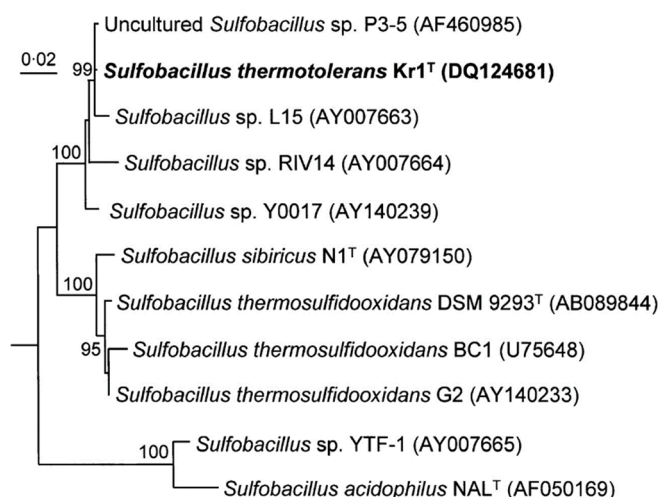 Uncultured Sulfobacillus sp. P3-5 (AF460985)
0·02
99
Sulfobacillus thermotolerans Kr1ᵀ (DQ124681)
Sulfobacillus sp. L15 (AY007663)
100
Sulfobacillus sp. RIV14 (AY007664)
Sulfobacillus sp. Y0017 (AY140239)
Sulfobacillus sibiricus N1ᵀ (AY079150)
100
Sulfobacillus thermosulfidooxidans DSM 9293ᵀ (AB089844)
95
Sulfobacillus thermosulfidooxidans BC1 (U75648)
Sulfobacillus thermosulfidooxidans G2 (AY140233)
100
Sulfobacillus sp. YTF-1 (AY007665)
Sulfobacillus acidophilus NALᵀ (AF050169)